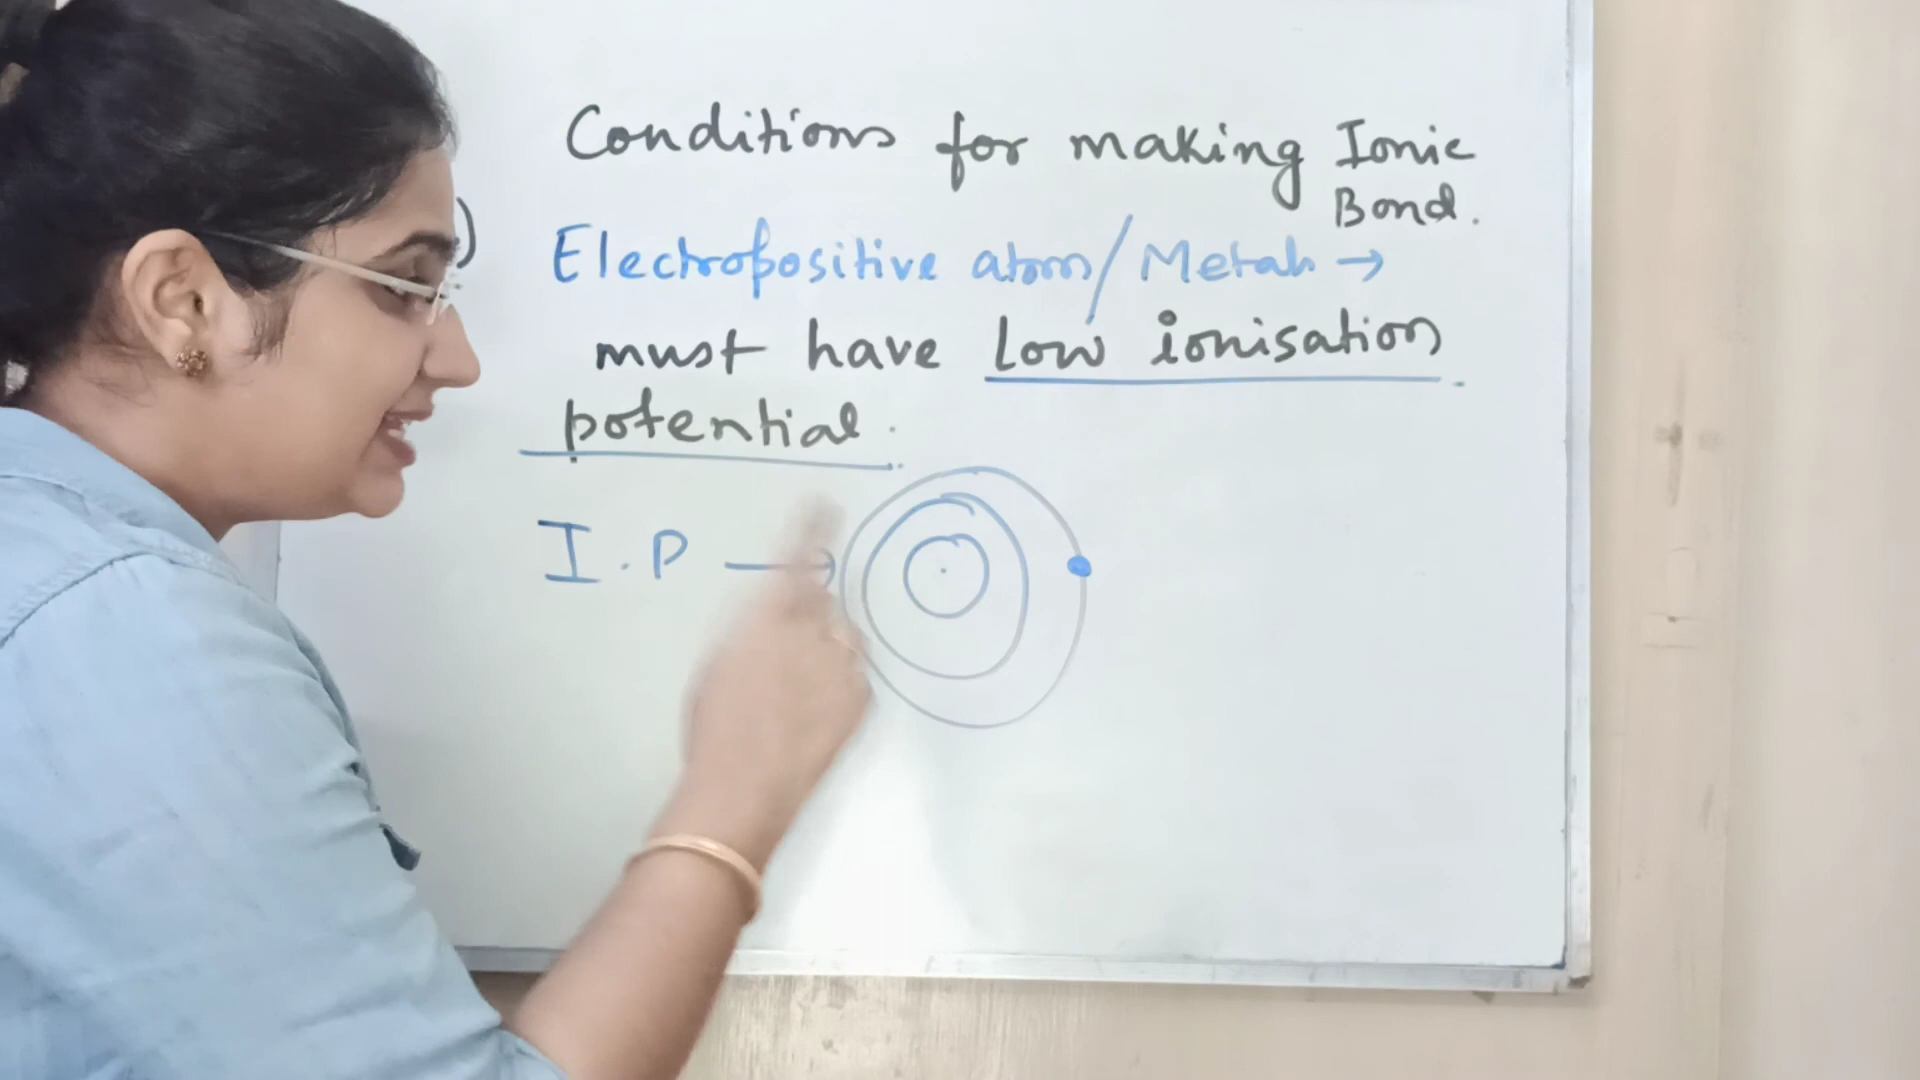 Conditions for making Ionic
Bond.
) Electropositive atom/Metals →
must have low ionisation
potential.
I.P →